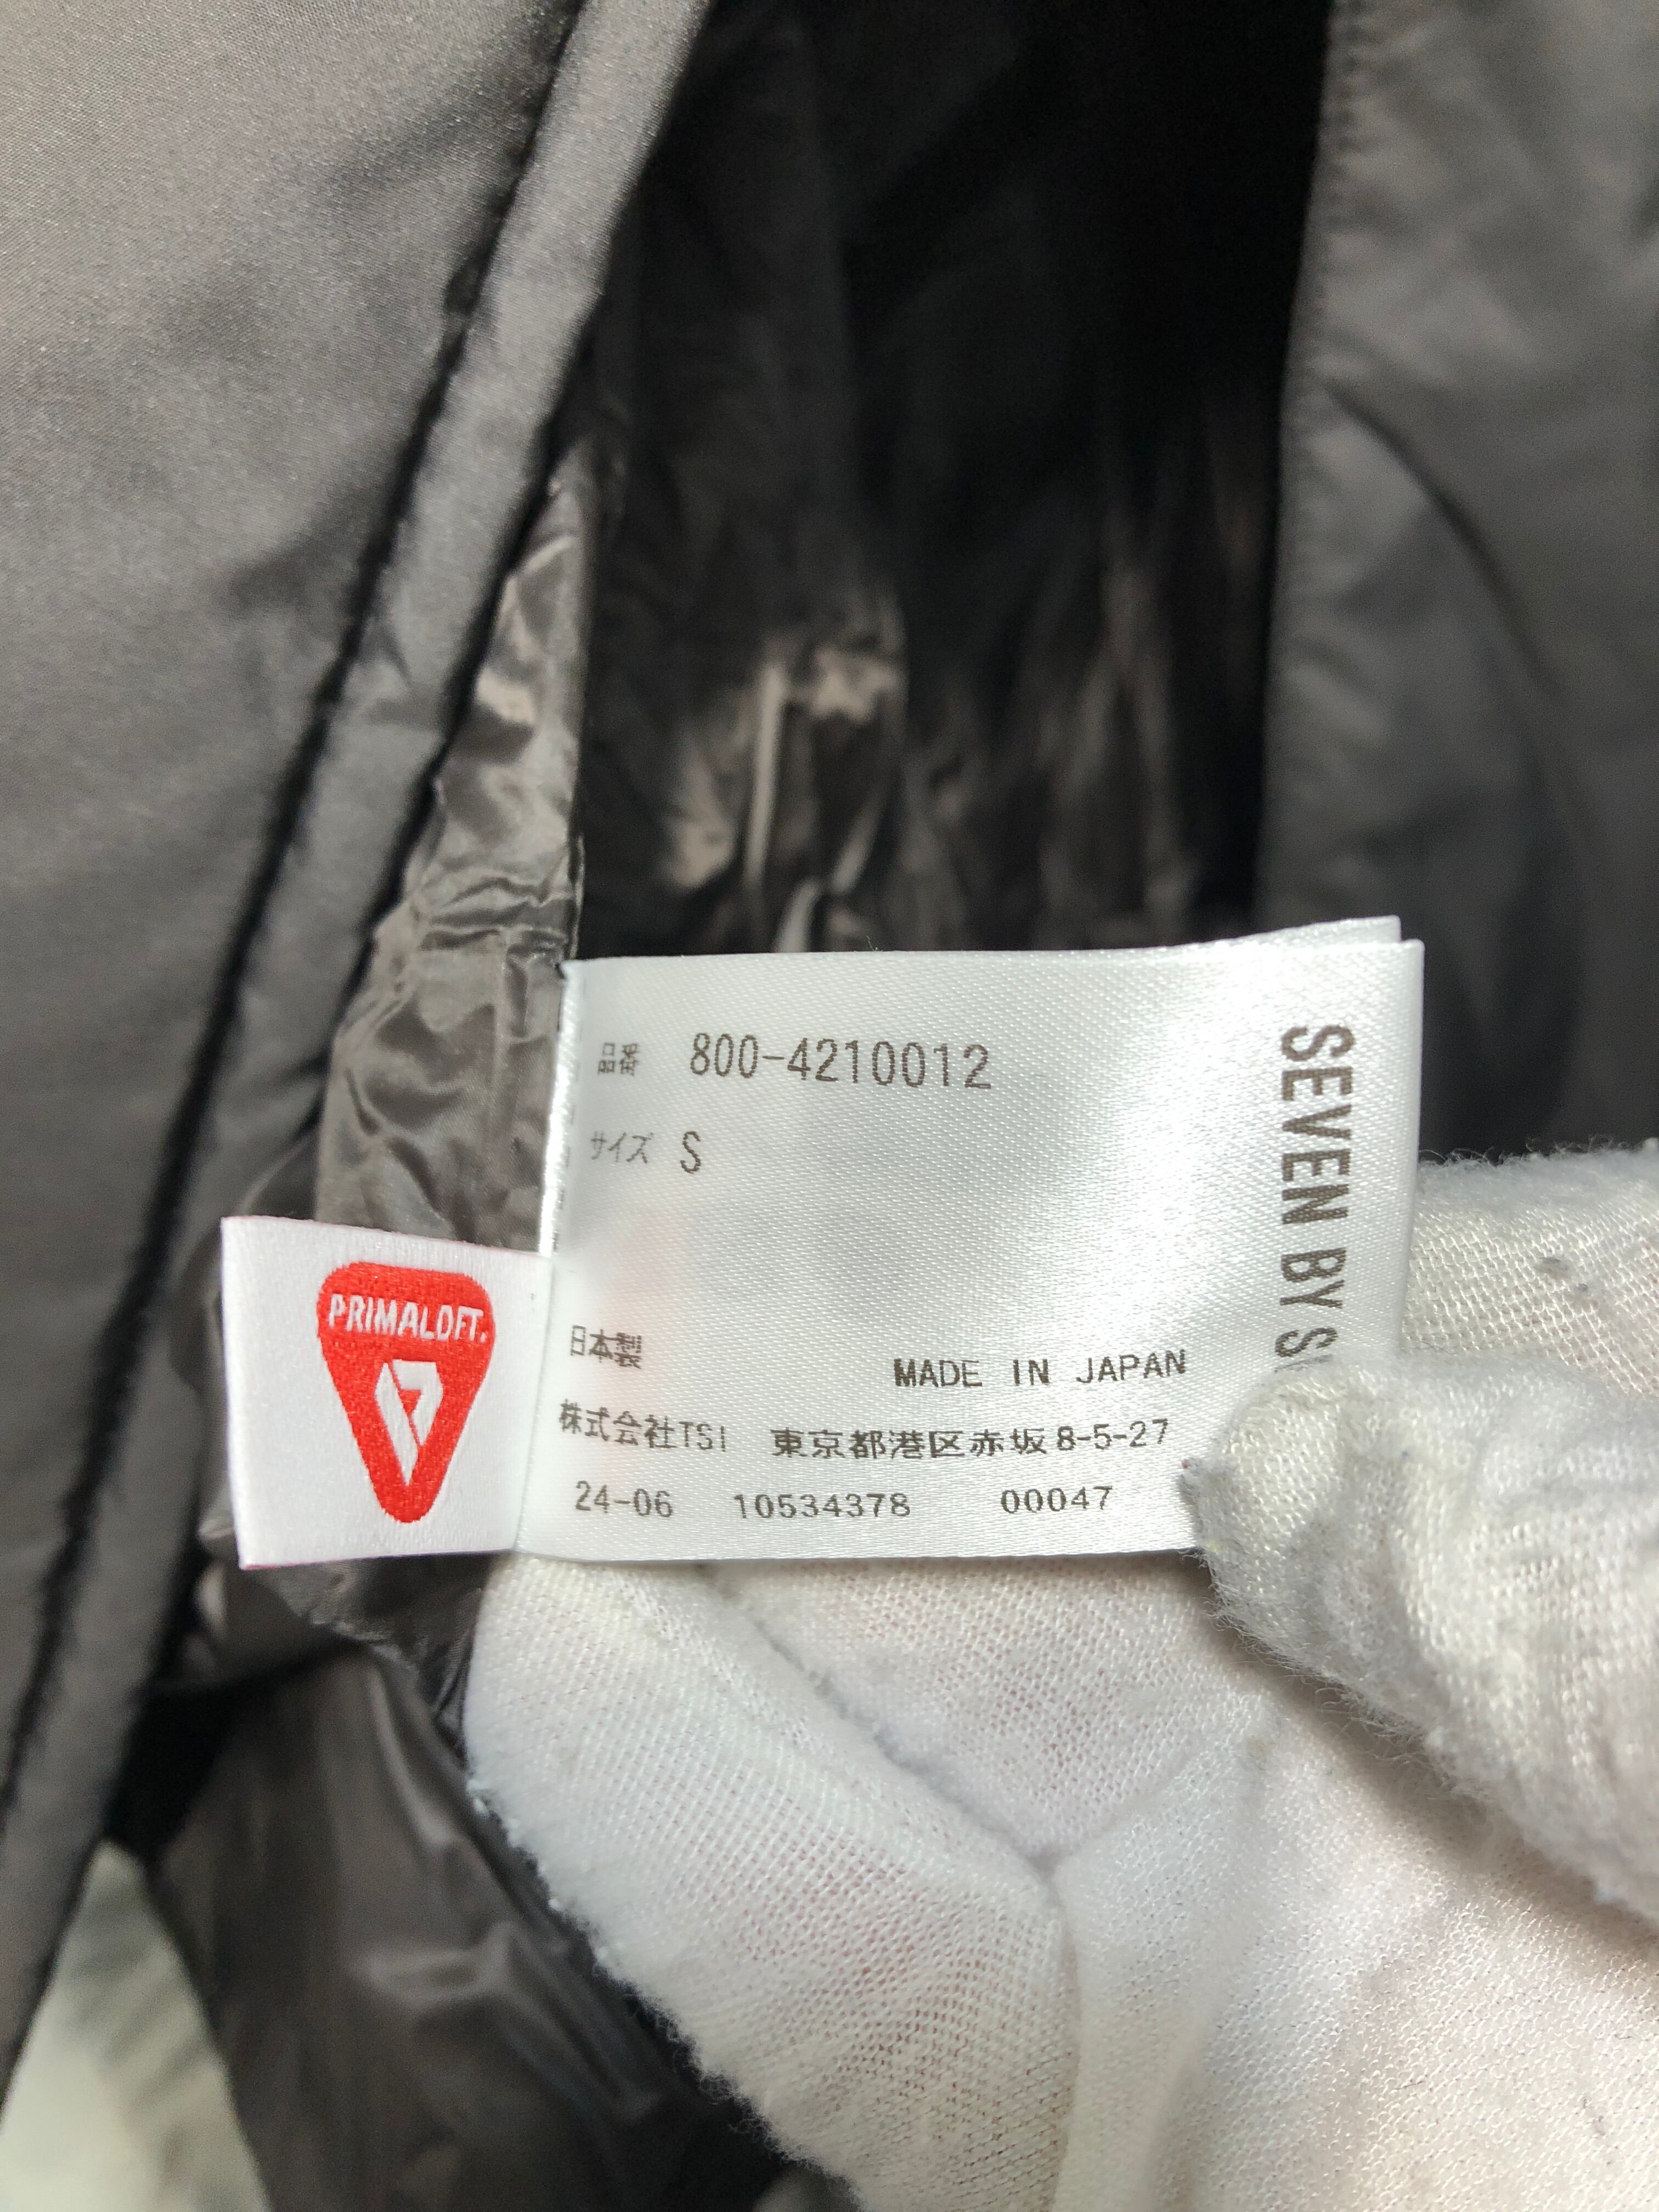 品番 800-4210012
サイズ S
SEVEN BY
PRIMALOFT.
日本製 MADE IN JAPAN
株式会社TSI 東京都港区赤坂8-5-27
24-06 10534378 00047